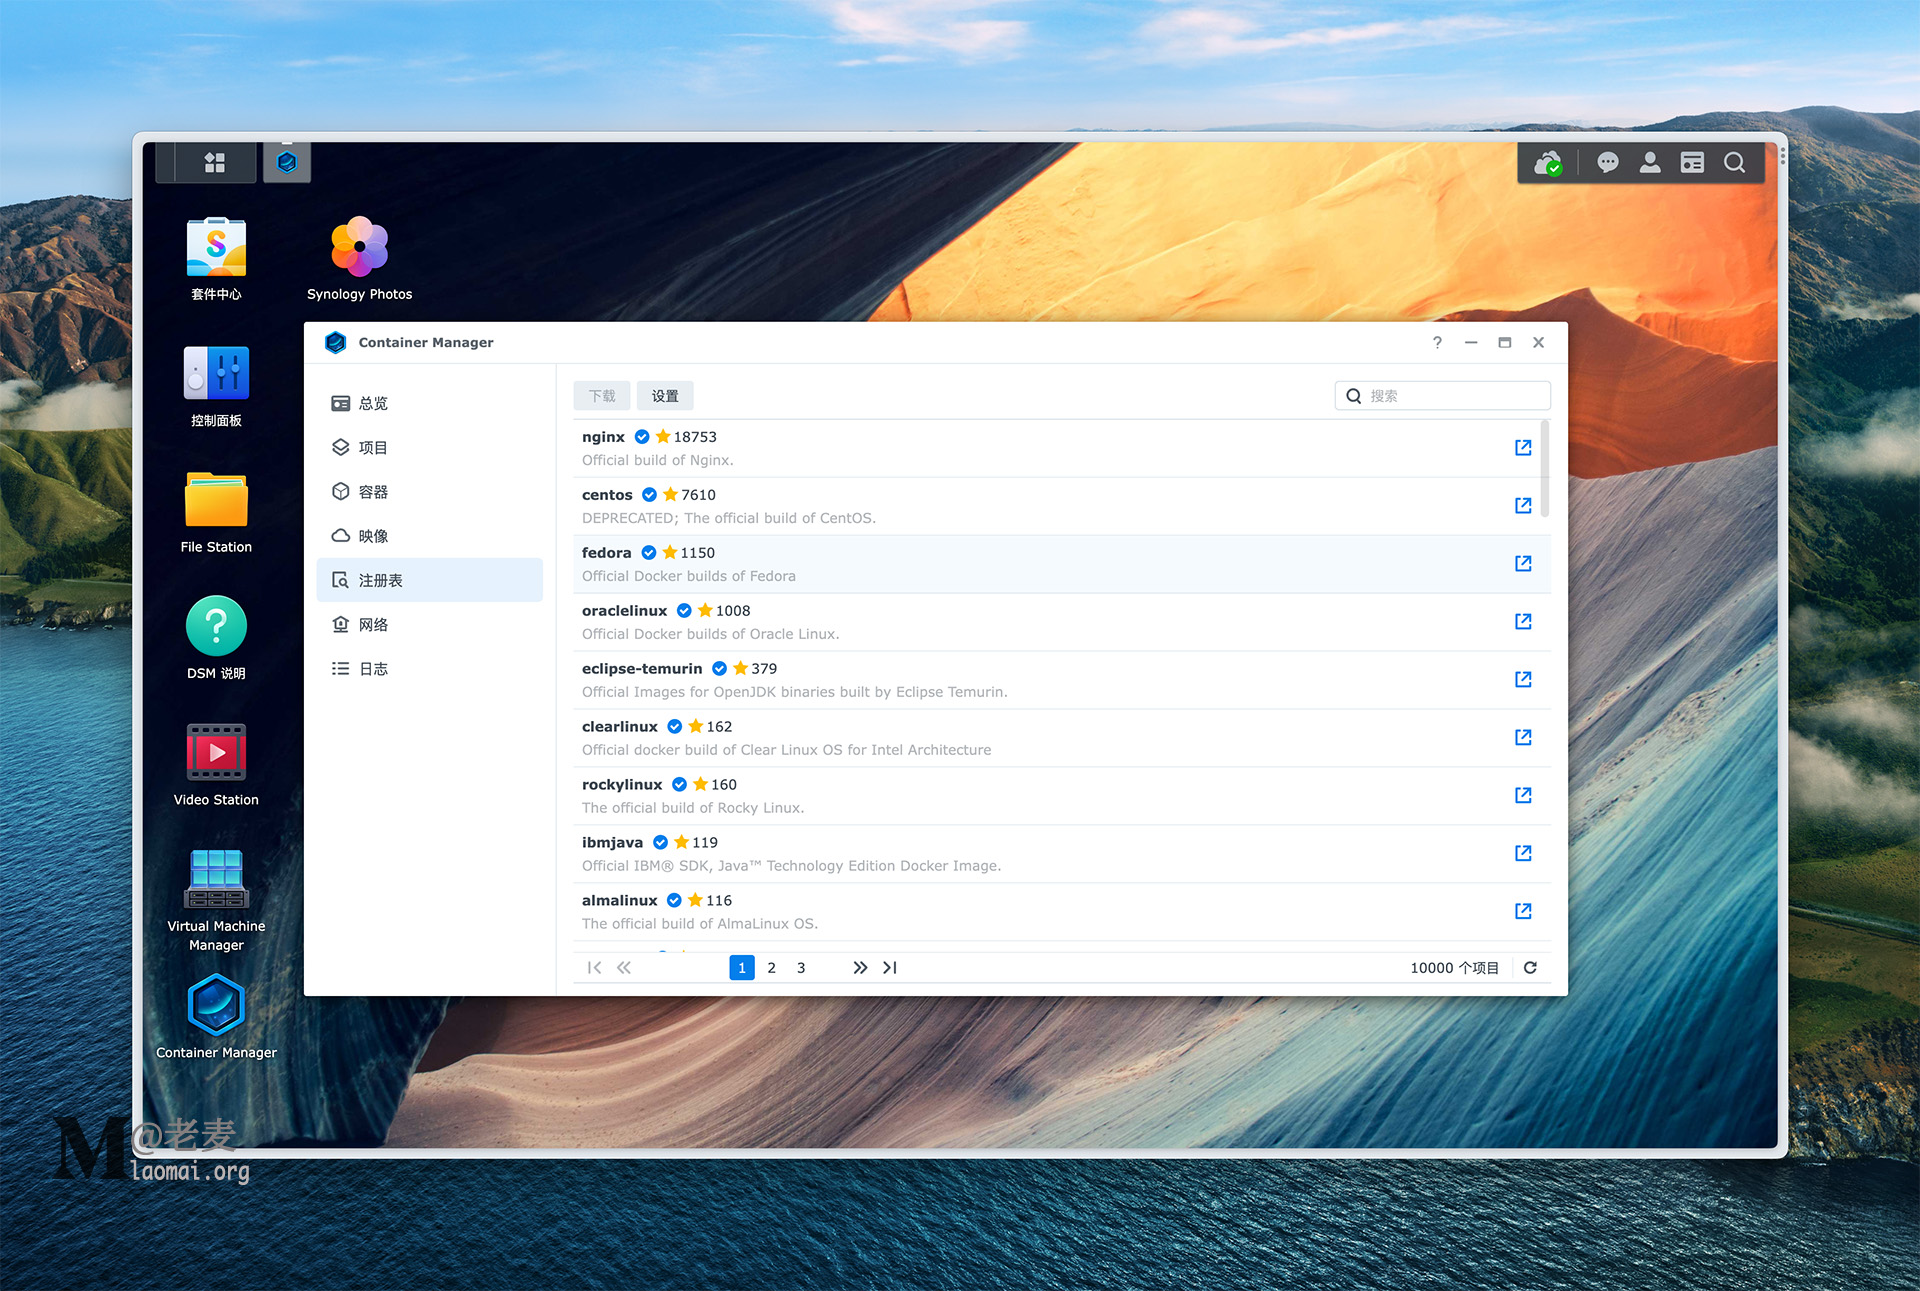 套件中心
Synology Photos
控制面板
File Station
DSM 说明
Video Station
Virtual Machine
Manager
Container Manager
Container Manager
总览
项目
容器
映像
注册表
网络
日志
下载
设置
搜索
nginx 18753
Official build of Nginx.
centos 7610
DEPRECATED; The official build of CentOS.
fedora 1150
Official Docker builds of Fedora
oraclelinux 1008
Official Docker builds of Oracle Linux.
eclipse-temurin 379
Official Images for OpenJDK binaries built by Eclipse Temurin.
clearlinux 162
Official docker build of Clear Linux OS for Intel Architecture
rockylinux 160
The official build of Rocky Linux.
ibmjava 119
Official IBM® SDK, Java™ Technology Edition Docker Image.
almalinux 116
The official build of AlmaLinux OS.
1 2 3
10000 个项目
M@老麦
laomai.org